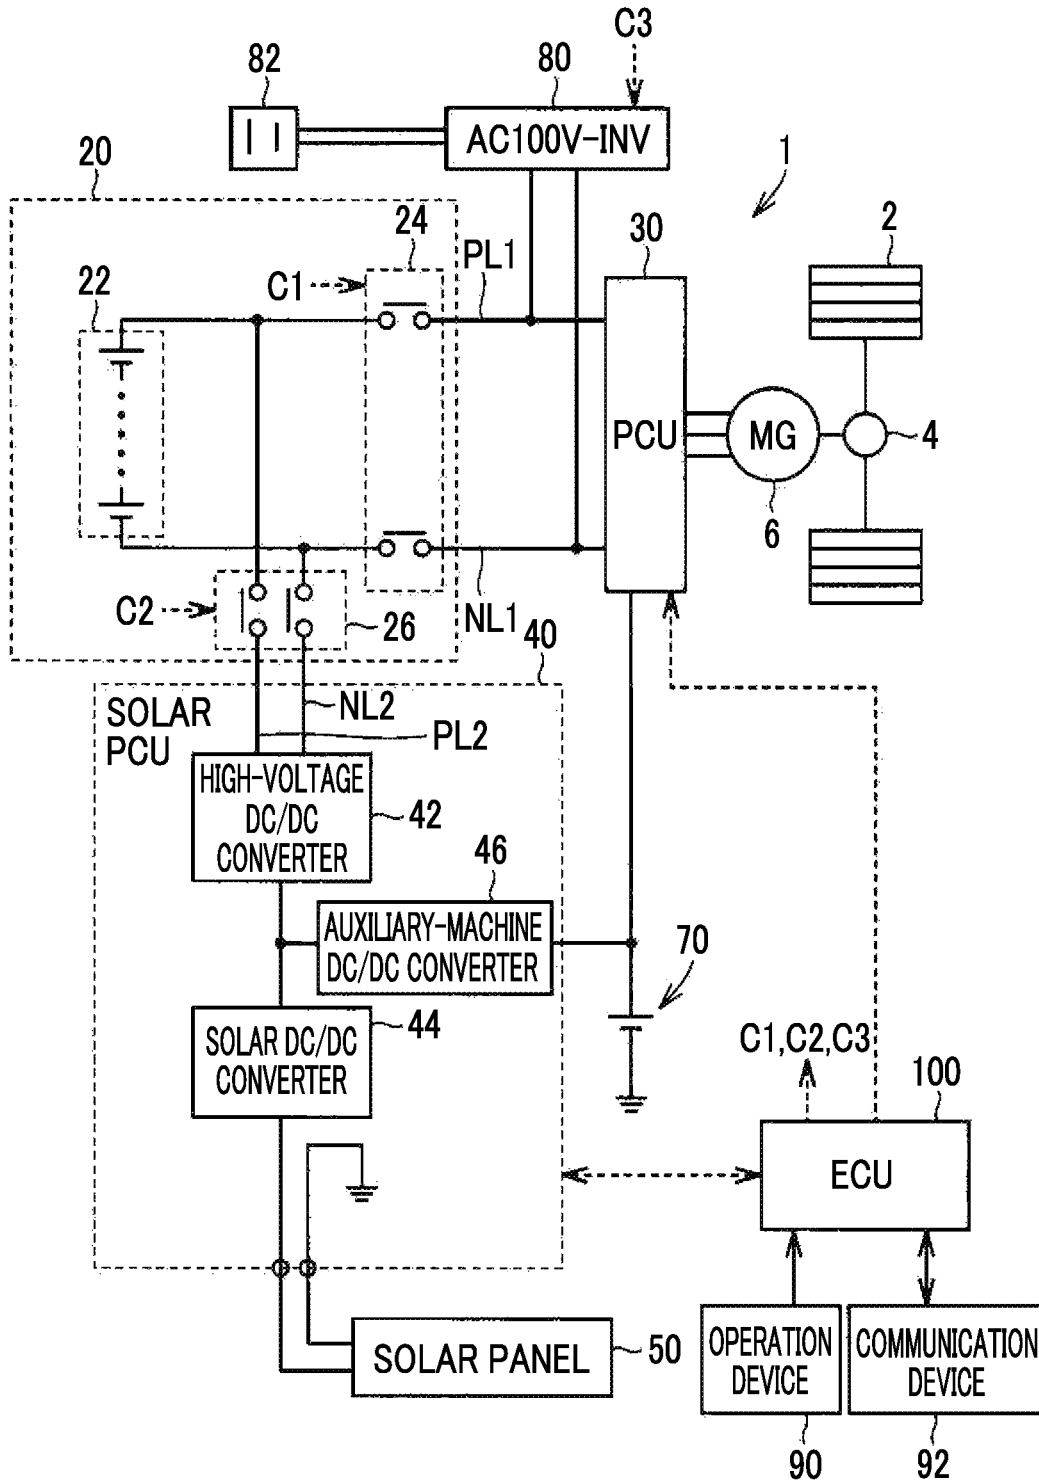 C3
82
80
AC100V-INV
20
1
24
30
2
PL1
C1
22
PCU
MG
4
6
C2
26
NL1
40
SOLAR
PCU
NL2
PL2
HIGH-VOLTAGE
DC/DC
CONVERTER
42
46
AUXILIARY-MACHINE
DC/DC CONVERTER
70
44
SOLAR DC/DC
CONVERTER
C1,C2,C3
100
ECU
SOLAR PANEL
50
OPERATION
DEVICE
COMMUNICATION
DEVICE
90
92